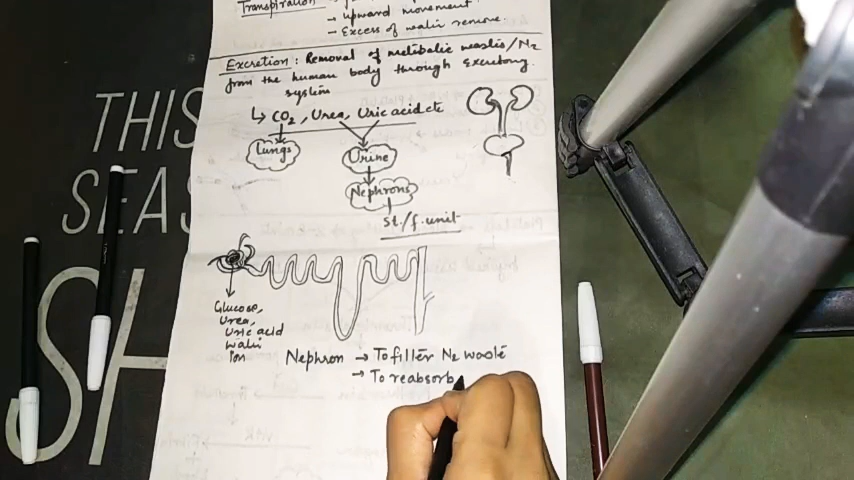 Transpiration :
→ upward movement.
- Excess of water remove.
Excretion : Removal of metibalic wastes/N2
from the human body through Excretory
system
↳ CO2, Urea, Uric acid etc
Lungs
Urine
Nephrons
St./f. unit
Glucose,
Urea,
Uric acid
Water
Ion
Nephron → To filter N2 waste
→ To reabsorb
THIS
SEAS
SH